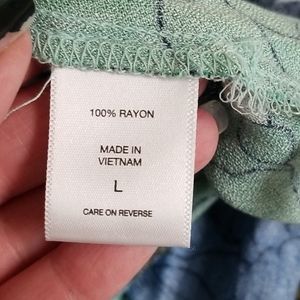 100% RAYON
MADE IN
VIETNAM
L
CARE ON REVERSE